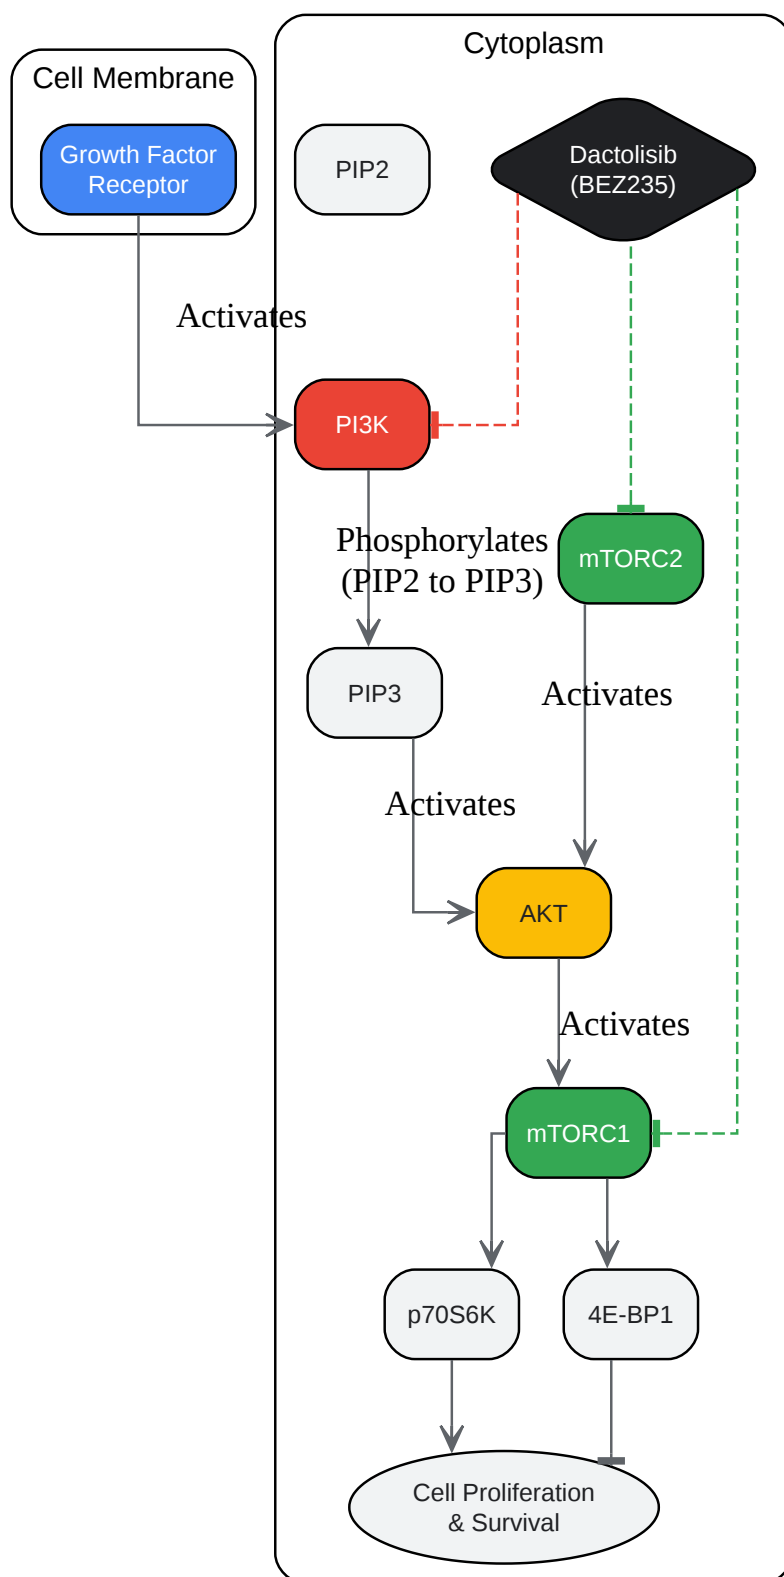 Cytoplasm
Cell Membrane
Growth Factor
Receptor
PIP2
Dactolisib
(BEZ235)
Activates
PI3K
Phosphorylates
(PIP2 to PIP3)
mTORC2
PIP3
Activates
Activates
AKT
Activates
mTORC1
p70S6K
4E-BP1
Cell Proliferation
& Survival